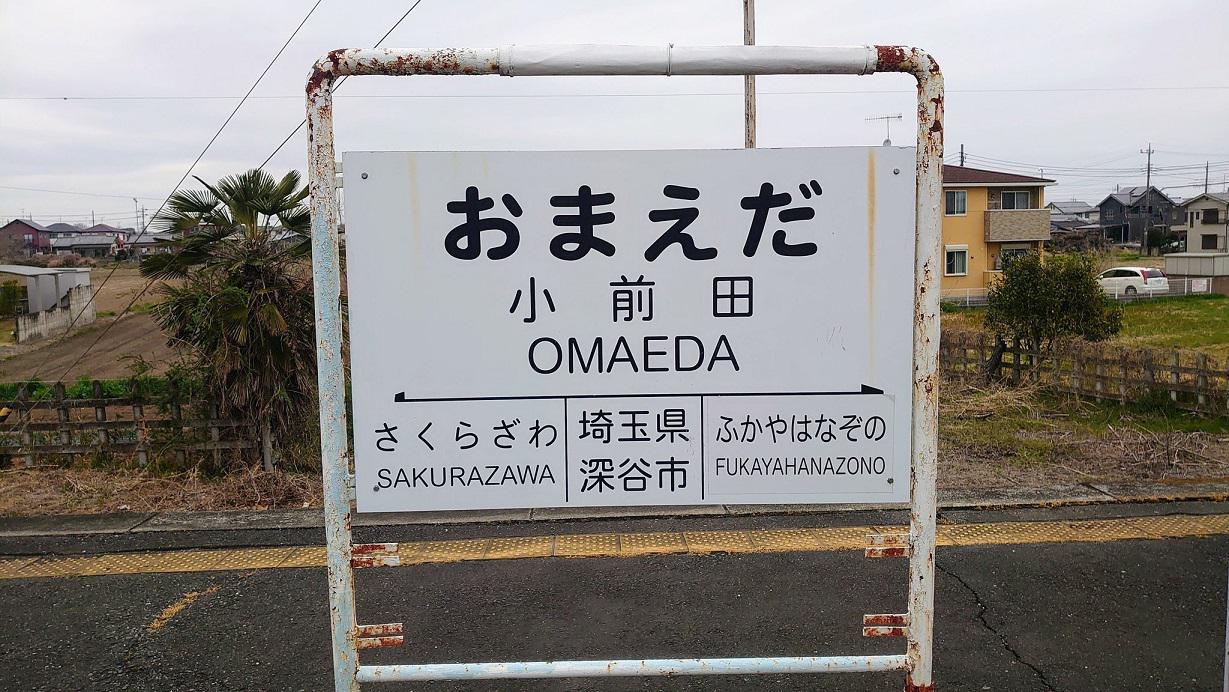 おまえだ
小前田
OMAEDA
さくらざわ
SAKURAZAWA
埼玉県
深谷市
ふかやはなぞの
FUKAYAHANAZONO